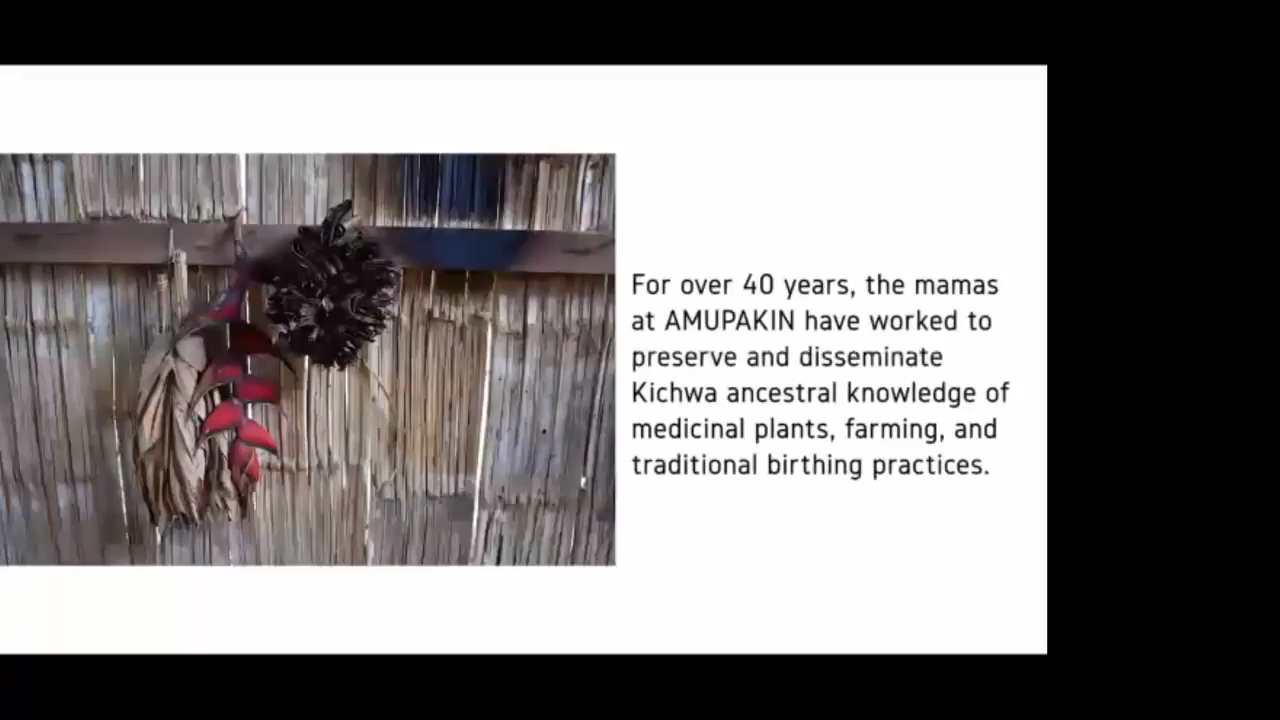 For over 40 years, the mamas
at AMUPAKIN have worked to
preserve and disseminate
Kichwa ancestral knowledge of
medicinal plants, farming, and
traditional birthing practices.